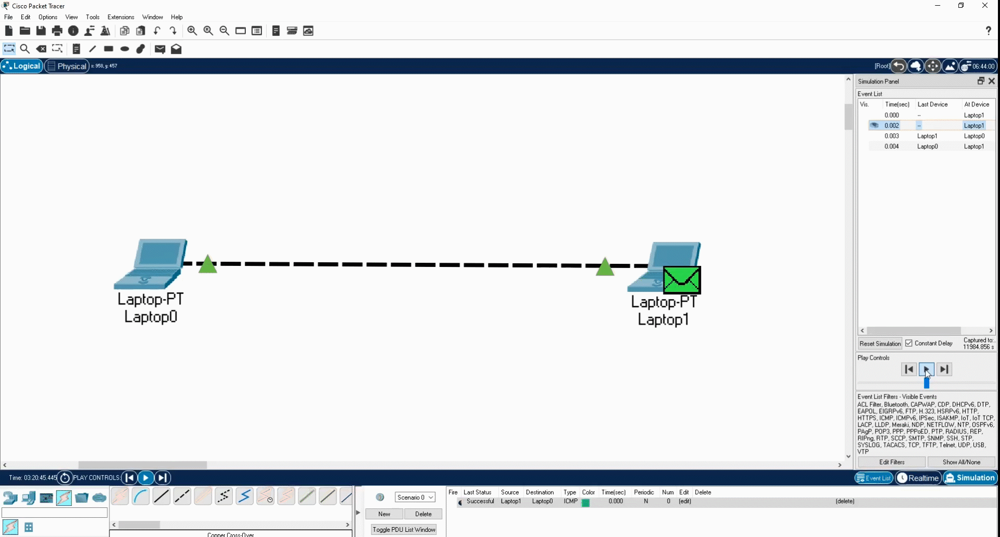 Cisco Packet Tracer
File Edit Options View Tools Extensions Window Help
?
Logical Physical x: 958, y: 457 [Root] 06:44:00
Simulation Panel
Event List
Vis. Time(sec) Last Device At Device
0.000 -- Laptop1
0.002 -- Laptop1
0.003 Laptop1 Laptop0
0.004 Laptop0 Laptop1
Laptop-PT
Laptop0
Laptop-PT
Laptop1
Reset Simulation Constant Delay Captured to:
11984.856 s
Play Controls
Event List Filters - Visible Events
ACL Filter, Bluetooth, CAPWAP, CDP, DHCPv6, DTP,
EAPOL, EIGRPv6, FTP, H.323, HSRPv6, HTTP,
HTTPS, ICMP, ICMPv6, IPSec, ISAKMP, IoT, IoT TCP,
LACP, LLDP, Meraki, NDP, NETFLOW, NTP, OSPFv6,
PAgP, POP3, PPP, PPPoED, PTP, RADIUS, REP,
RIPng, RTP, SCCP, SMTP, SNMP, SSH, STP,
SYSLOG, TACACS, TCP, TFTP, Telnet, UDP, USB,
VTP
Edit Filters Show All/None
Time: 03:20:45.445 PLAY CONTROLS: Event List Realtime Simulation
Scenario 0
New Delete
Toggle PDU List Window
Fire Last Status Source Destination Type Color Time(sec) Periodic Num Edit Delete
Successful Laptop1 Laptop0 ICMP 0.000 N 0 (edit) (delete)
Copper Cross-Over